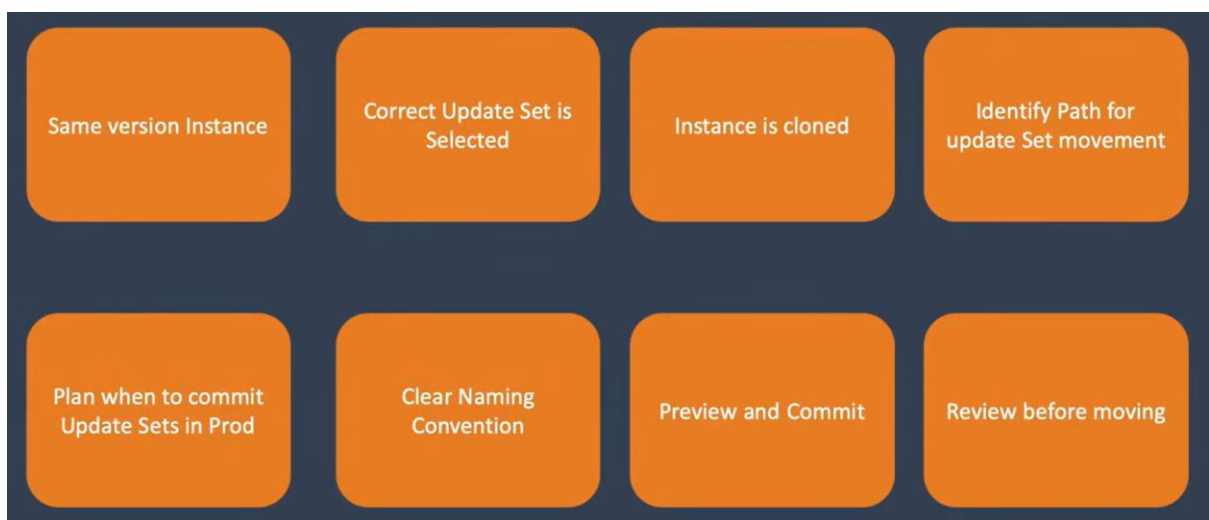 Same version Instance
Correct Update Set is
Selected
Instance is cloned
Identify Path for
update Set movement
Plan when to commit
Update Sets in Prod
Clear Naming
Convention
Preview and Commit
Review before moving